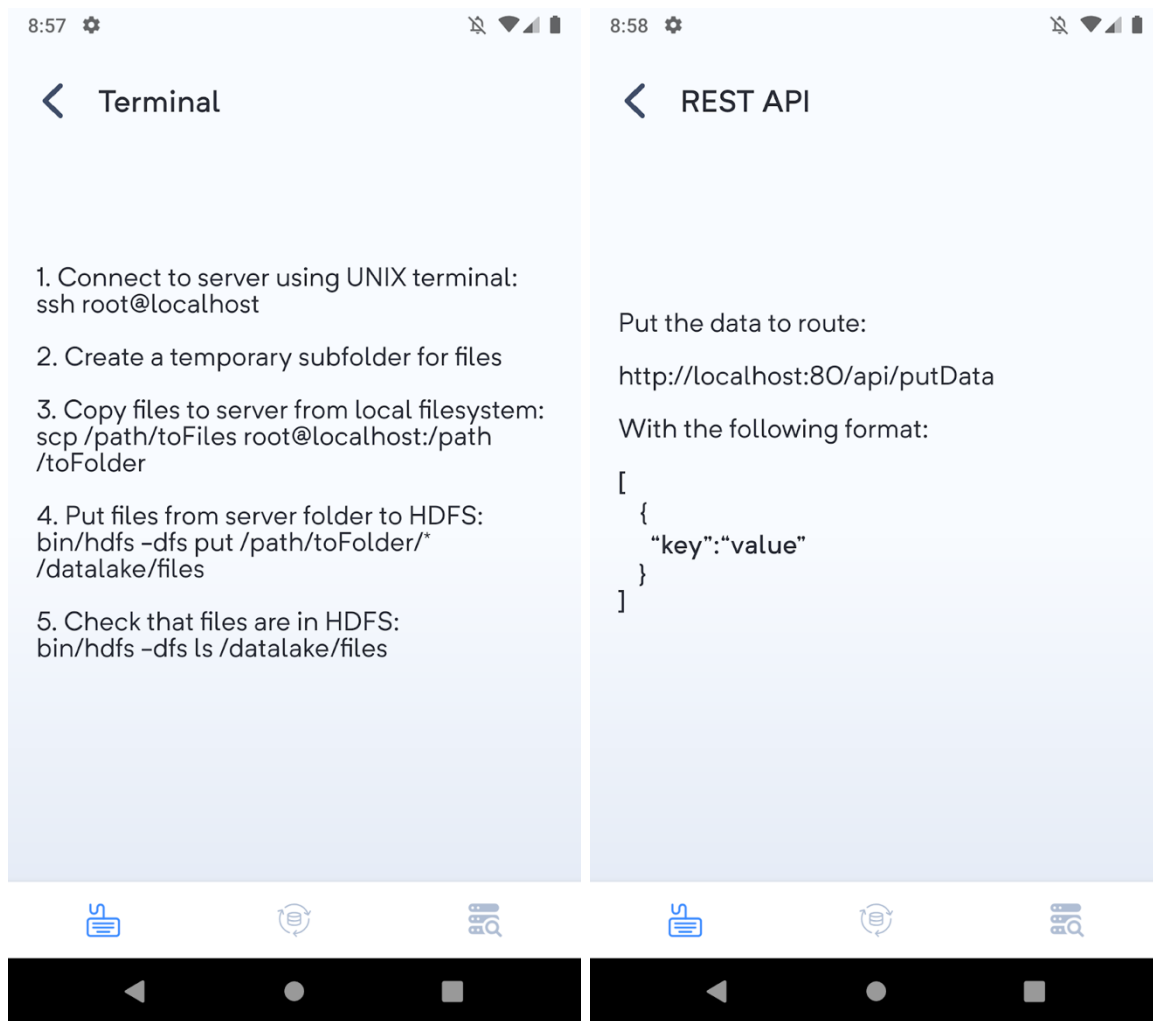 8:57
Terminal
1. Connect to server using UNIX terminal:
ssh root@localhost
2. Create a temporary subfolder for files
3. Copy files to server from local filesystem:
scp /path/toFiles root@localhost:/path
/toFolder
4. Put files from server folder to HDFS:
bin/hdfs –dfs put /path/toFolder/*
/datalake/files
5. Check that files are in HDFS:
bin/hdfs –dfs ls /datalake/files
8:58
REST API
Put the data to route:
http://localhost:80/api/putData
With the following format:
[
{
“key”:“value”
}
]